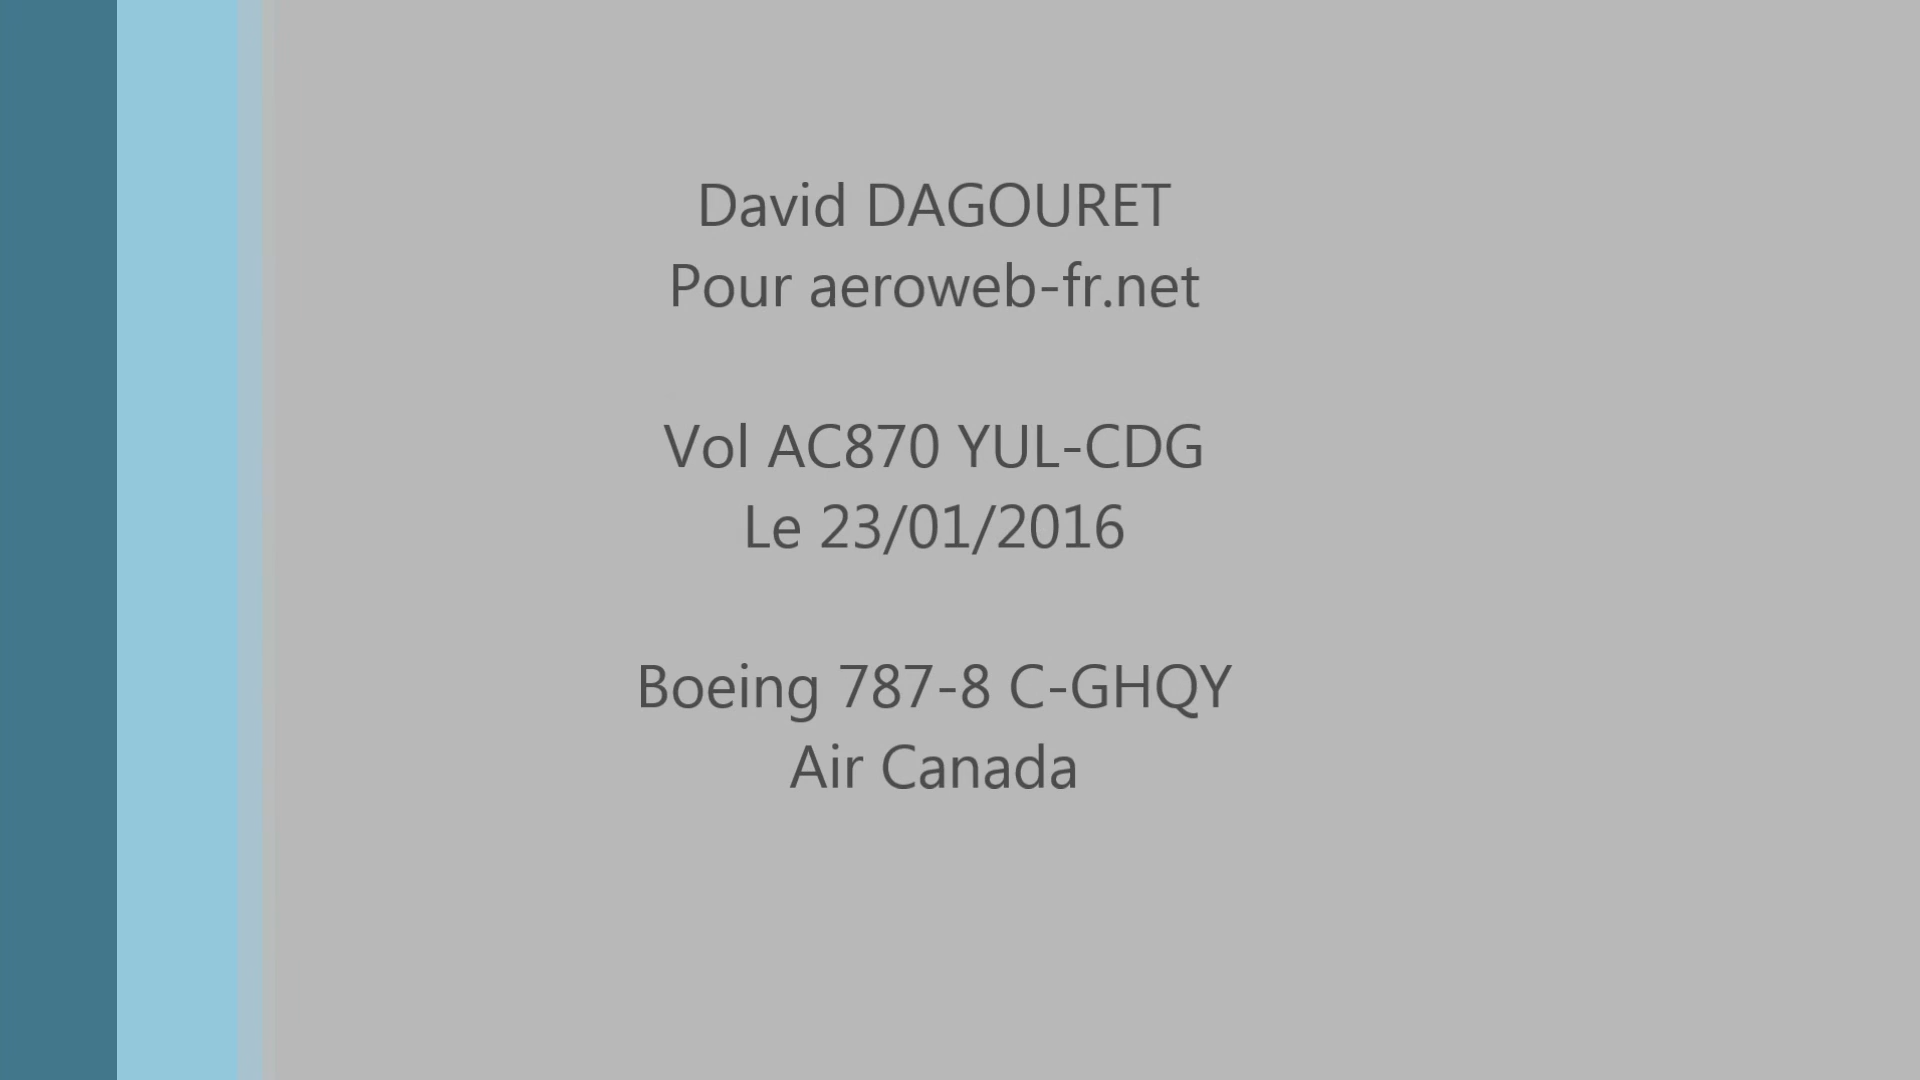 David DAGOURET
Pour aeroweb-fr.net
Vol AC870 YUL-CDG
Le 23/01/2016
Boeing 787-8 C-GHQY
Air Canada